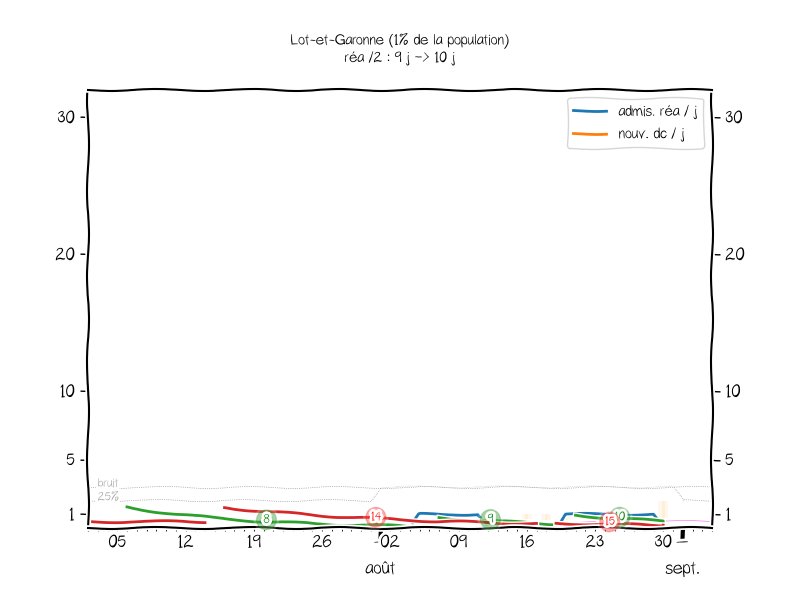 Lot-et-Garonne (1% de la population)
réa /2 : 9 j -> 10 j
admis. réa / j
nouv. dc / j
30
30
20
20
10
10
5
5
bruit
25%
1
1
8
14
9
15
10
05 12 19 26 02 09 16 23 30
août
sept.